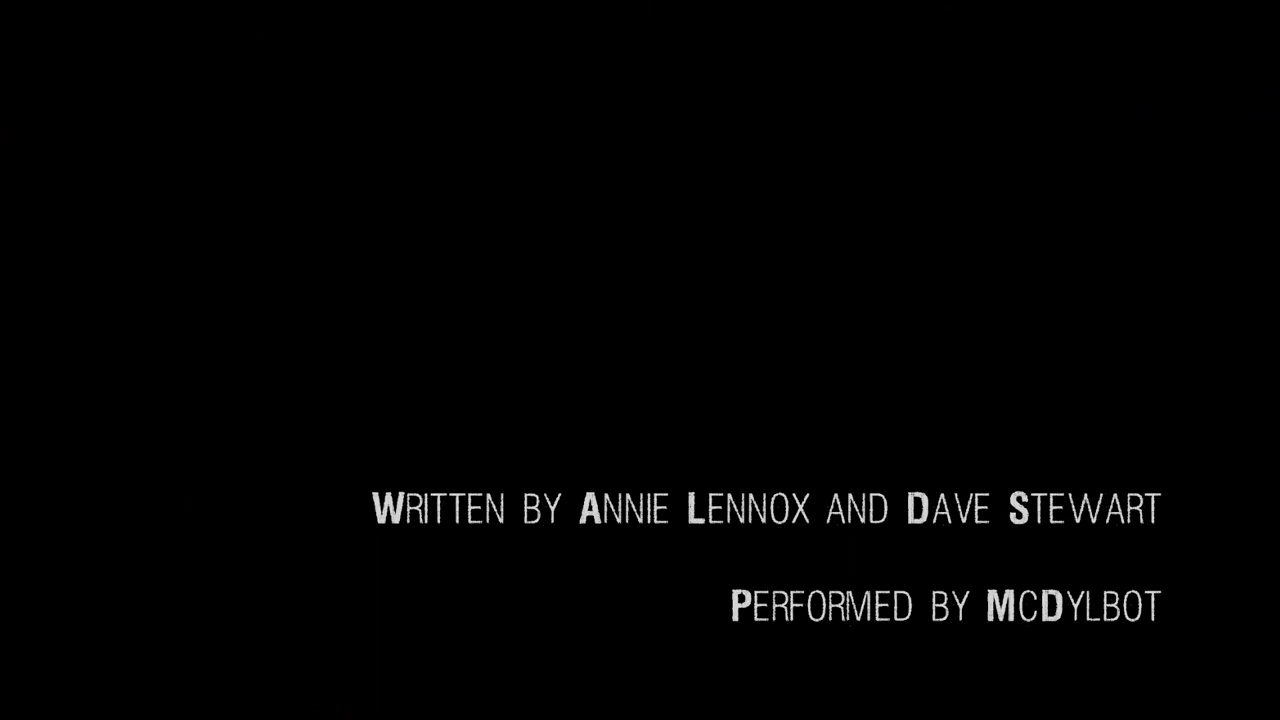 Written by Annie Lennox and Dave Stewart
Performed by McDylbot